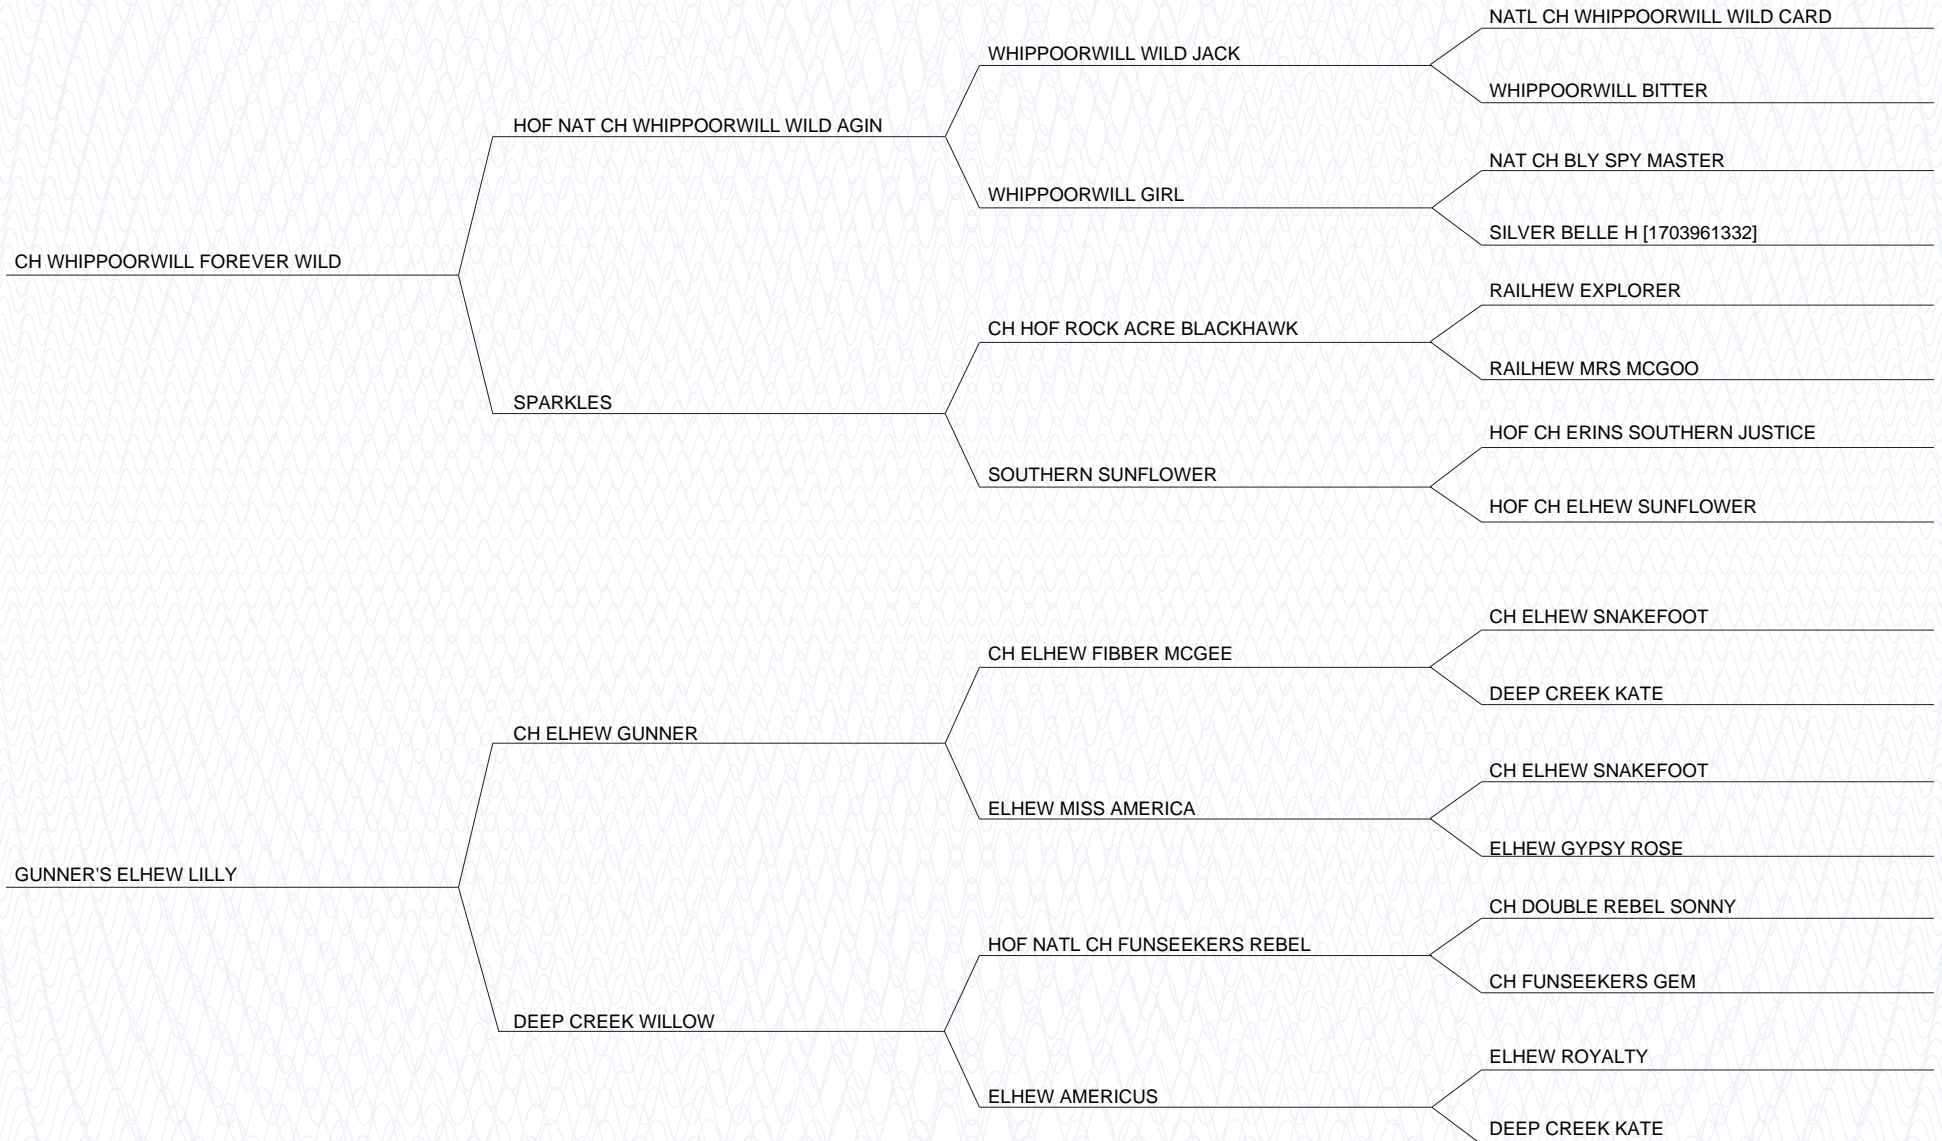 NATL CH WHIPPOORWILL WILD CARD
WHIPPOORWILL WILD JACK
WHIPPOORWILL BITTER
HOF NAT CH WHIPPOORWILL WILD AGIN
NAT CH BLY SPY MASTER
WHIPPOORWILL GIRL
SILVER BELLE H [1703961332]
CH WHIPPOORWILL FOREVER WILD
RAILHEW EXPLORER
CH HOF ROCK ACRE BLACKHAWK
RAILHEW MRS MCGOO
SPARKLES
HOF CH ERINS SOUTHERN JUSTICE
SOUTHERN SUNFLOWER
HOF CH ELHEW SUNFLOWER
CH ELHEW SNAKEFOOT
CH ELHEW FIBBER MCGEE
DEEP CREEK KATE
CH ELHEW GUNNER
CH ELHEW SNAKEFOOT
ELHEW MISS AMERICA
ELHEW GYPSY ROSE
GUNNER'S ELHEW LILLY
CH DOUBLE REBEL SONNY
HOF NATL CH FUNSEEKERS REBEL
CH FUNSEEKERS GEM
DEEP CREEK WILLOW
ELHEW ROYALTY
ELHEW AMERICUS
DEEP CREEK KATE